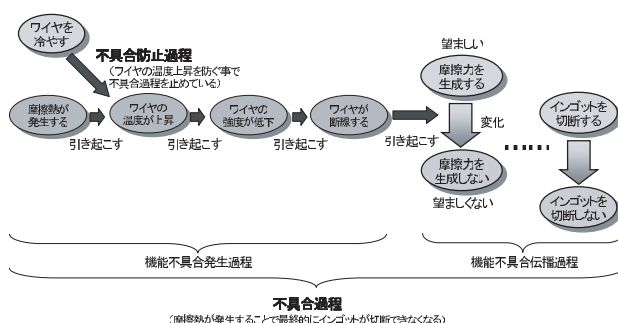 ワイヤを
冷やす
不具合防止過程
(ワイヤの温度上昇を防ぐ事で
不具合過程を止めている)
望ましい
摩擦力を
生成する
摩擦熱が
発生する
ワイヤの
温度が上昇
ワイヤの
強度が低下
ワイヤが
断線する
インゴットを
切断する
引き起こす
引き起こす
引き起こす
引き起こす
変化
摩擦力を
生成しない
望ましくない
インゴットを
切断しない
機能不具合発生過程
機能不具合伝播過程
不具合過程
(摩擦熱が発生することで最終的にインゴットが切断できなくなる)